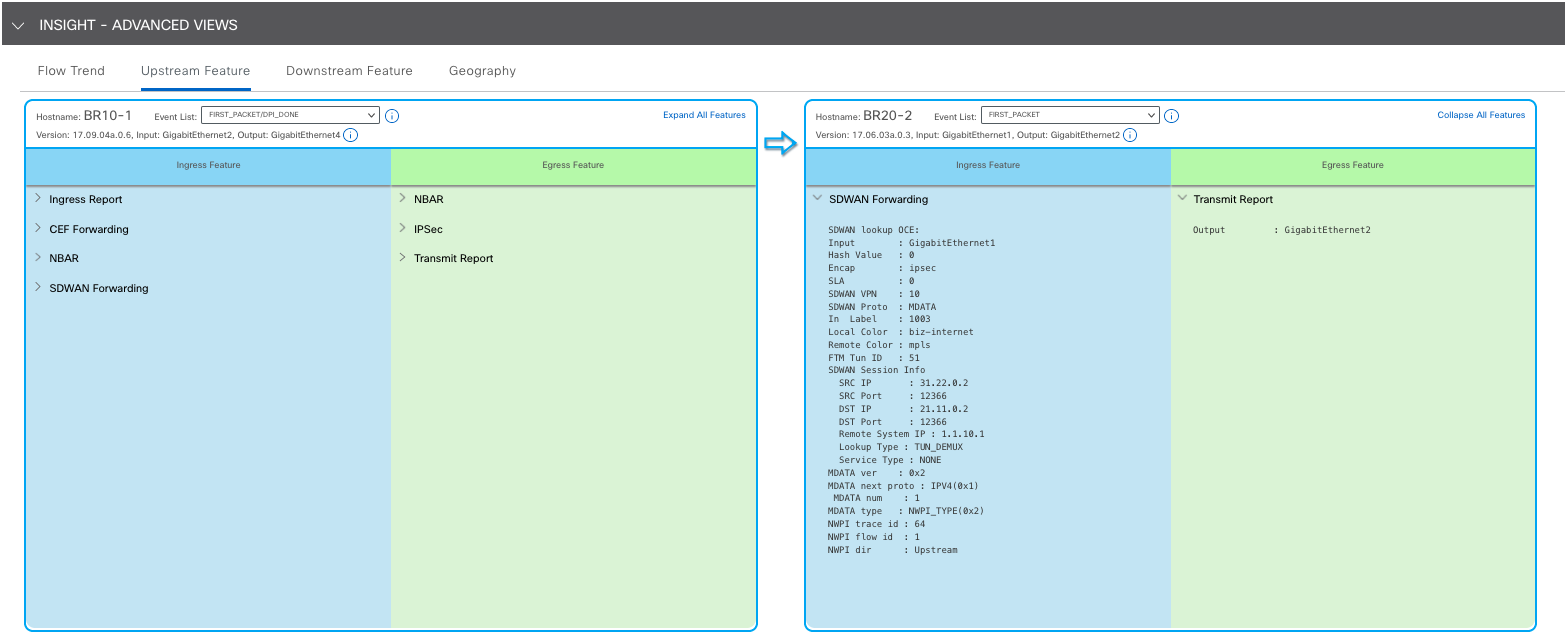 INSIGHT - ADVANCED VIEWS
Flow Trend Upstream Feature Downstream Feature Geography
Hostname: BR10-1 Event List: FIRST_PACKET/DPI_DONE Expand All Features
Version: 17.09.04a.0.6, Input: GigabitEthernet2, Output: GigabitEthernet4
Ingress Feature Egress Feature
Ingress Report NBAR
CEF Forwarding IPSec
NBAR Transmit Report
SDWAN Forwarding
Hostname: BR20-2 Event List: FIRST_PACKET Collapse All Features
Version: 17.06.03a.0.3, Input: GigabitEthernet1, Output: GigabitEthernet2
Ingress Feature Egress Feature
SDWAN Forwarding Transmit Report
SDWAN lookup OCE: Output : GigabitEthernet2
Input : GigabitEthernet1
Hash Value : 0
Encap : ipsec
SLA : 0
SDWAN VPN : 10
SDWAN Proto : MDATA
In Label : 1003
Local Color : biz-internet
Remote Color : mpls
FTM Tun ID : 51
SDWAN Session Info
SRC IP : 31.22.0.2
SRC Port : 12366
DST IP : 21.11.0.2
DST Port : 12366
Remote System IP : 1.1.10.1
Lookup Type : TUN_DEMUX
Service Type : NONE
MDATA ver : 0x2
MDATA next proto : IPV4(0x1)
MDATA num : 1
MDATA type : NWPI_TYPE(0x2)
NWPI trace id : 64
NWPI flow id : 1
NWPI dir : Upstream